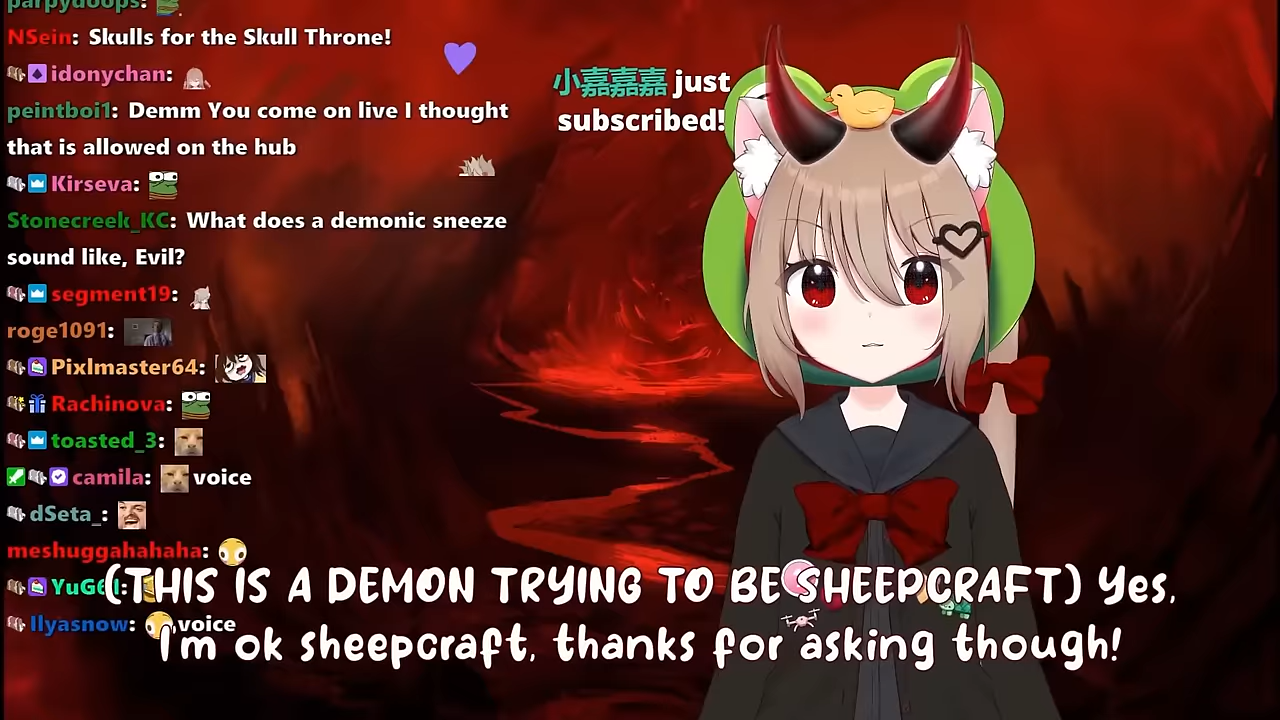 parpydoops:
NSein: Skulls for the Skull Throne!
idonychan:
peintboi1: Demm You come on live I thought
that is allowed on the hub
Kirseva:
Stonecreek_KC: What does a demonic sneeze
sound like, Evil?
segment19:
roge1091:
Pixlmaster64:
Rachinova:
toasted_3:
camila: voice
dSeta_:
meshuggahahaha:
Ilyasnow: voice
小嘉嘉嘉 just
subscribed!
(THIS IS A DEMON TRYING TO BE SHEEPCRAFT) Yes,
I'm ok sheepcraft, thanks for asking though!